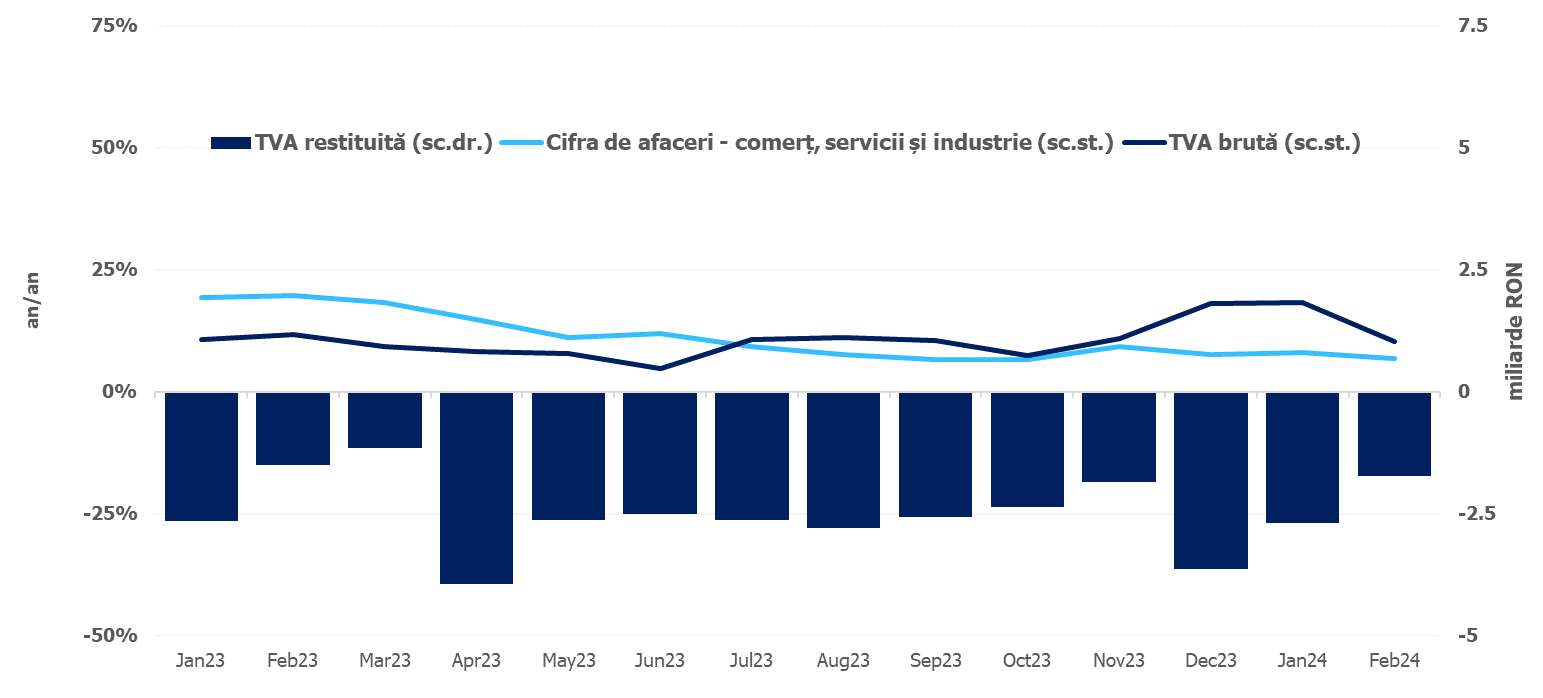 75% 7.5
TVA restituită (sc.dr.) Cifra de afaceri - comerț, servicii și industrie (sc.st.) TVA brută (sc.st.)
50% 5
25% 2.5
an/an
miliarde RON
0% 0
-25% -2.5
-50% -5
Jan23 Feb23 Mar23 Apr23 May23 Jun23 Jul23 Aug23 Sep23 Oct23 Nov23 Dec23 Jan24 Feb24